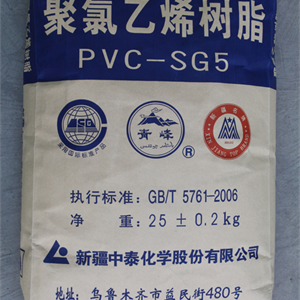 聚氯乙烯树脂
PVC-SG5
青峰
®
执行标准：GB/T 5761-2006
净 重：25 ± 0.2kg
新疆中泰化学股份有限公司
地址：乌鲁木齐市益民街480号